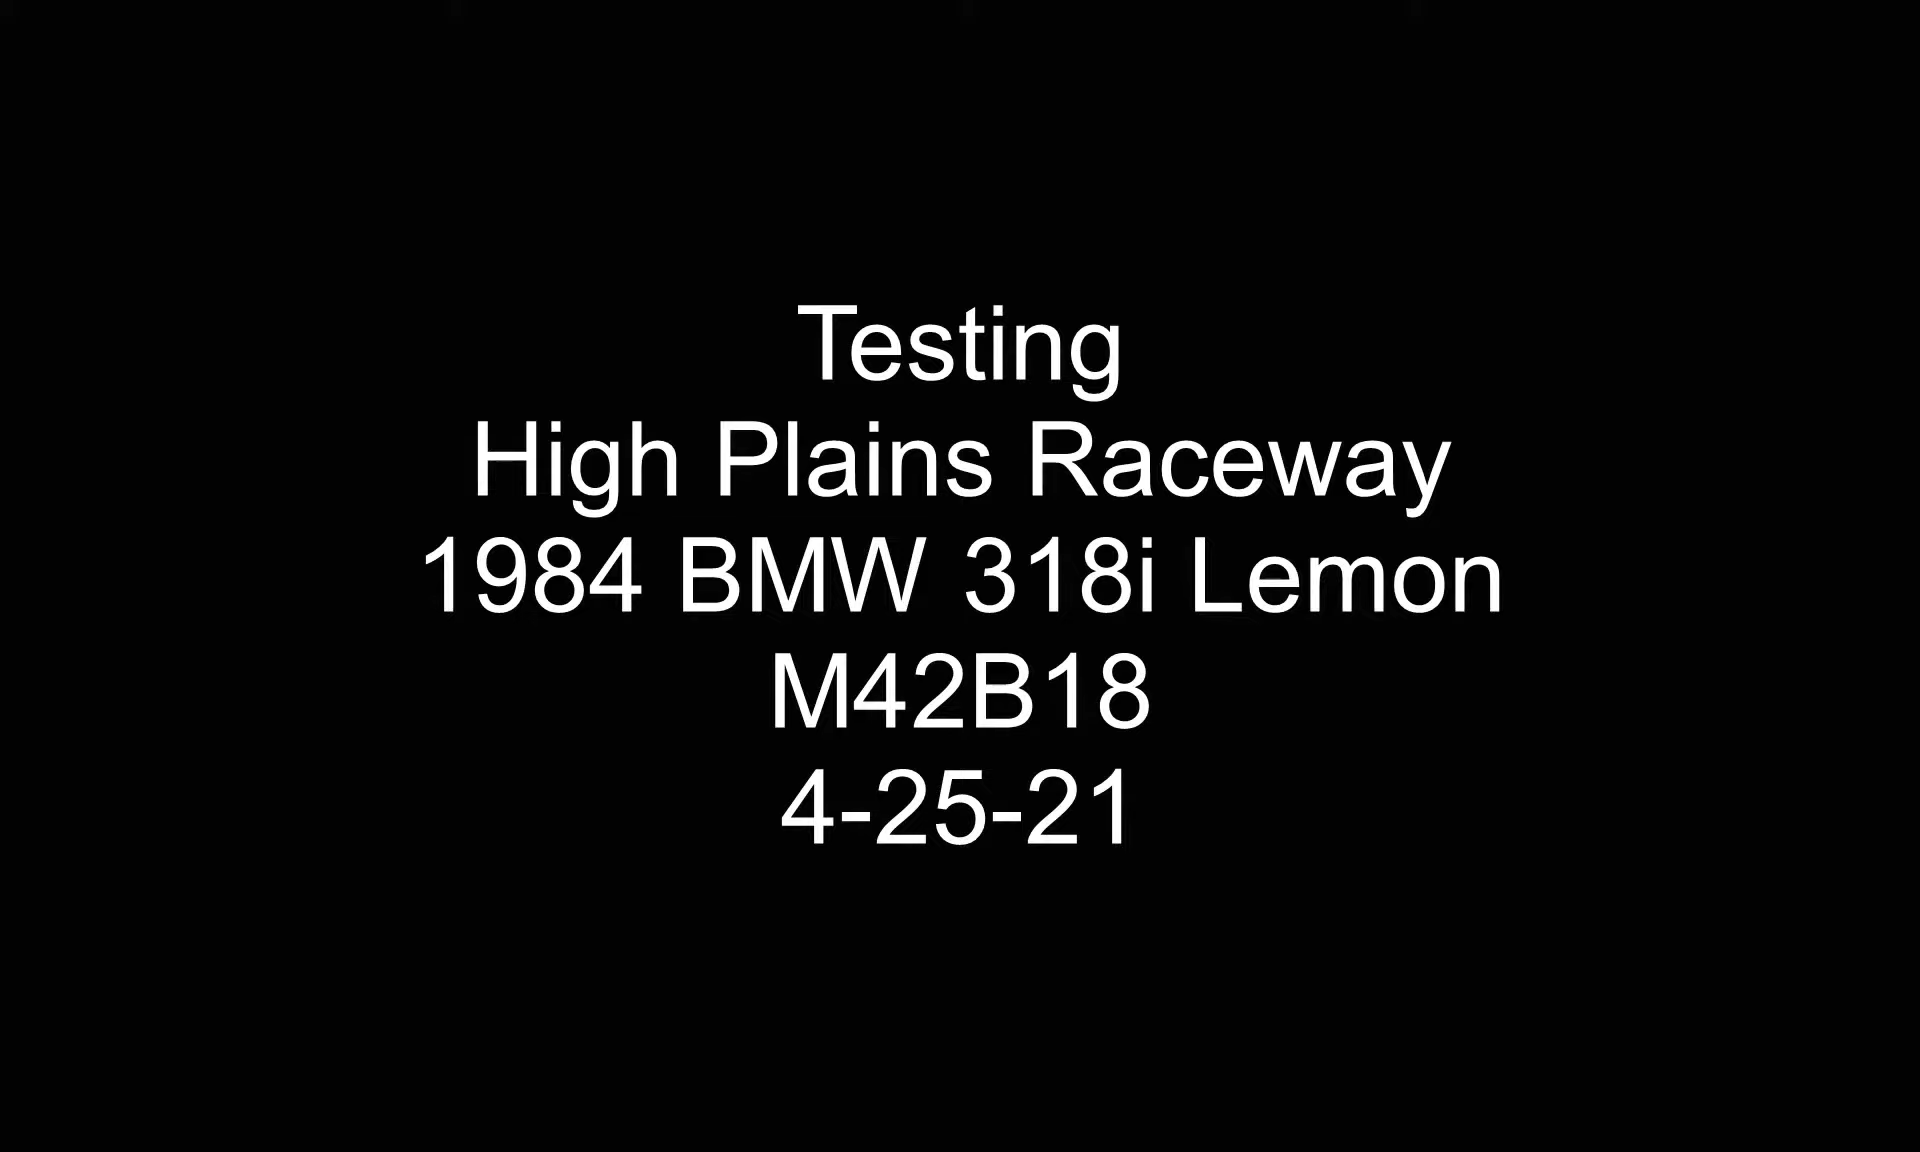 Testing
High Plains Raceway
1984 BMW 318i Lemon
M42B18
4-25-21